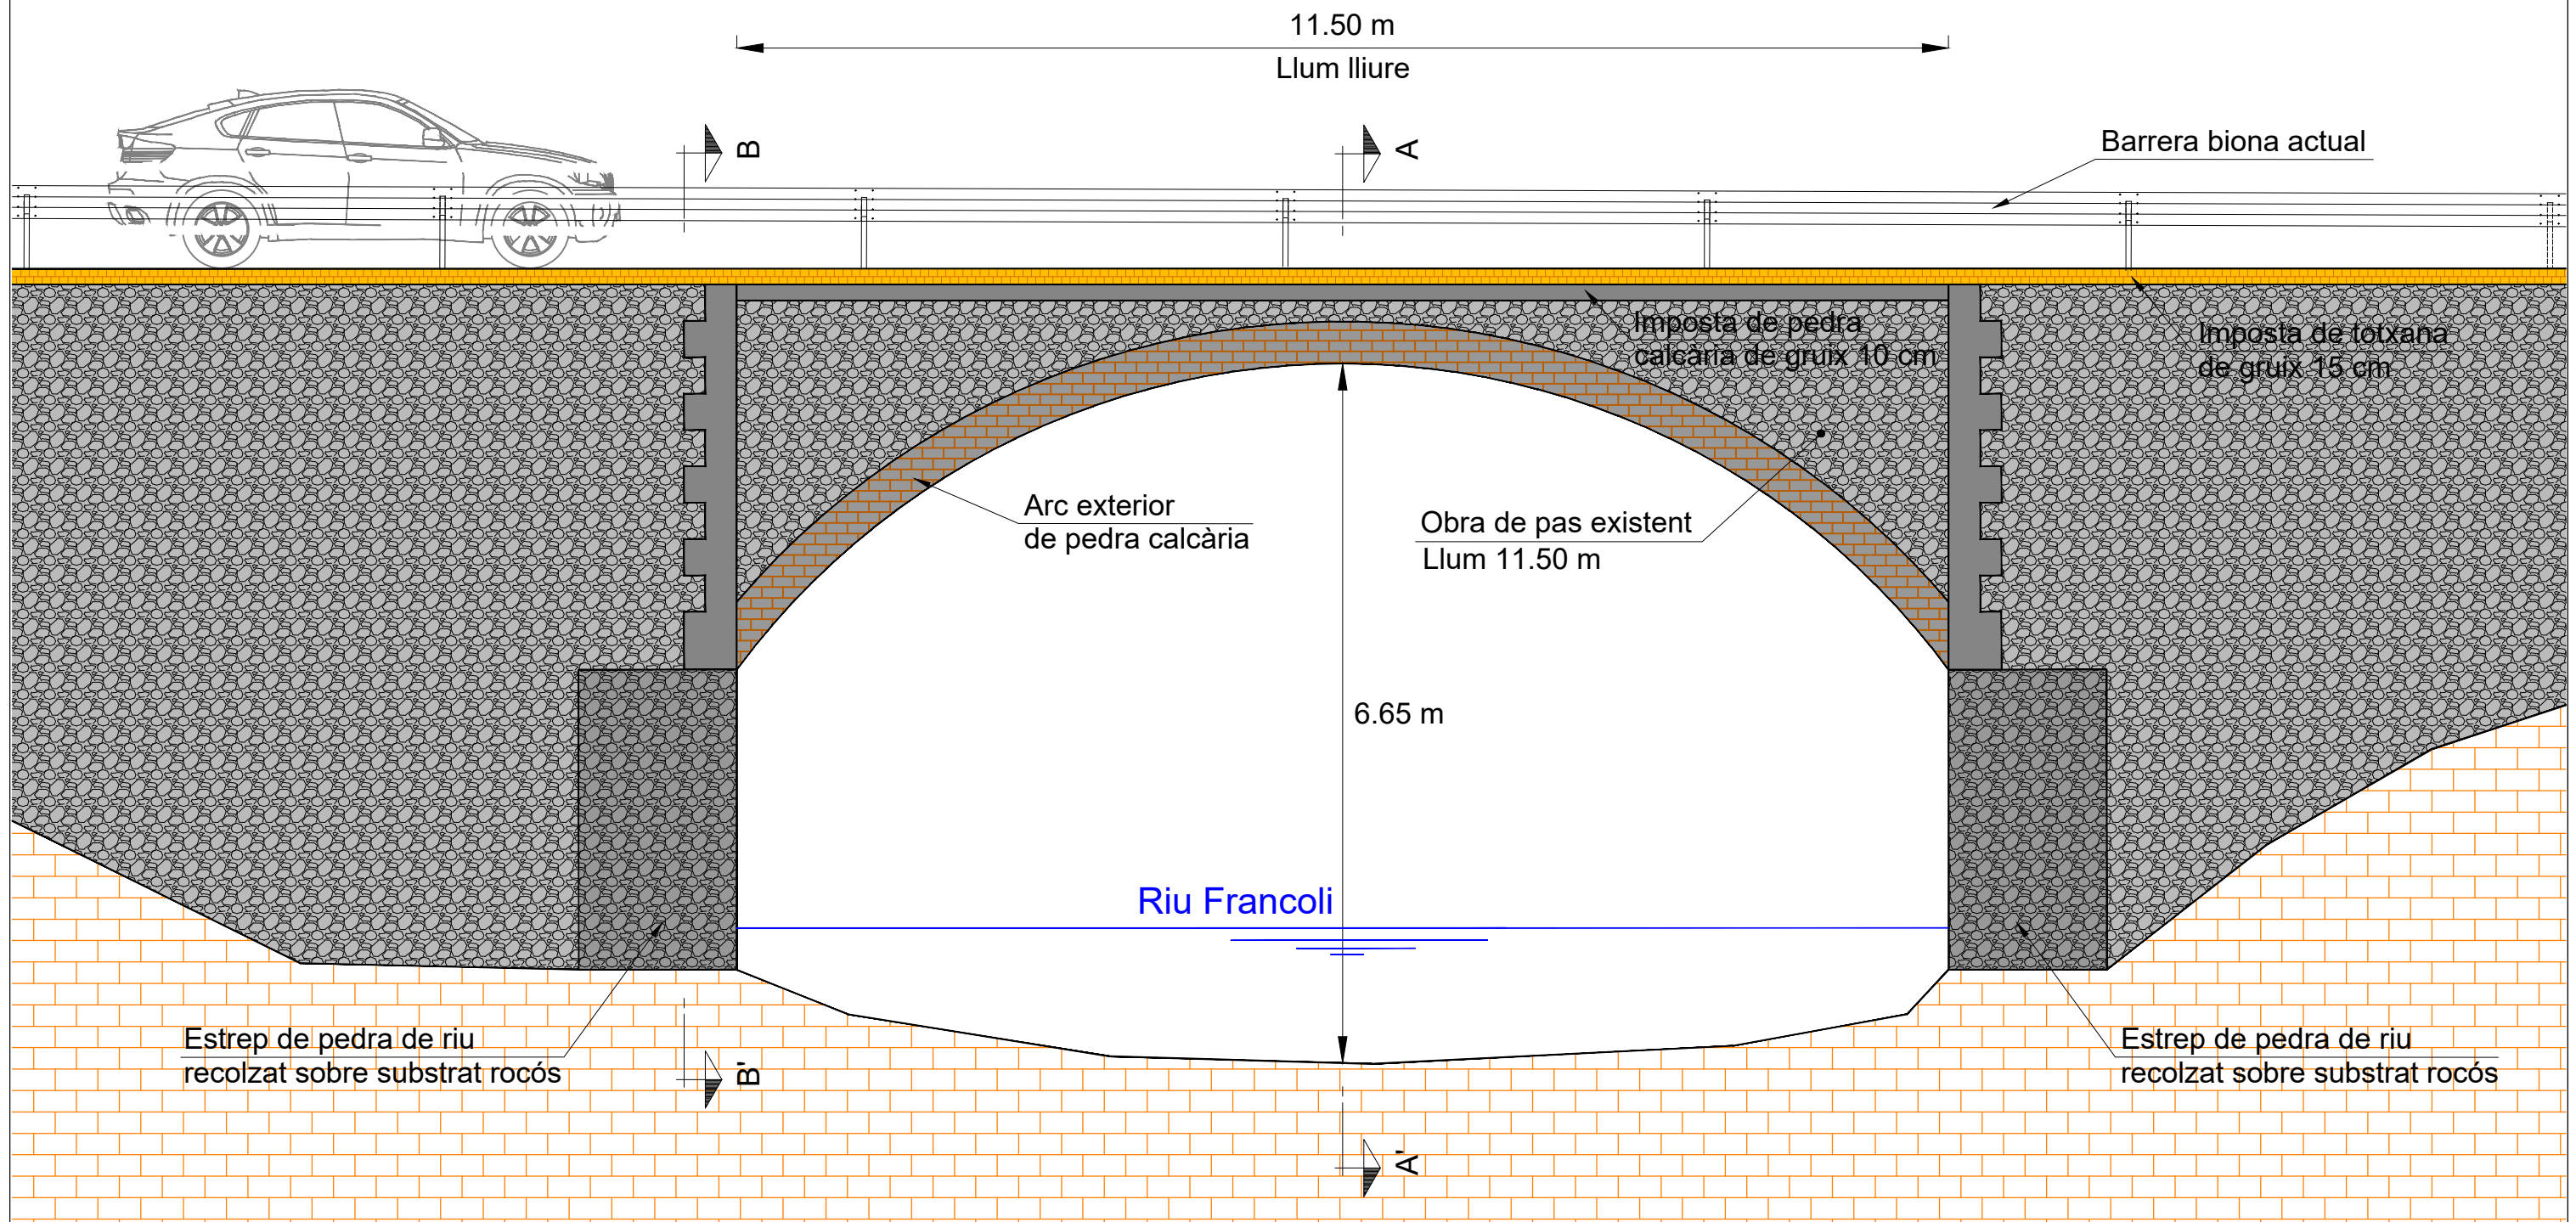 11.50 m
Llum lliure
B
A
Barrera biona actual
Imposta de pedra
calcària de gruix 10 cm
Imposta de totxana
de gruix 15 cm
Arc exterior
de pedra calcària
Obra de pas existent
Llum 11.50 m
6.65 m
Riu Francoli
Estrep de pedra de riu
recolzat sobre substrat rocós
B'
Estrep de pedra de riu
recolzat sobre substrat rocós
A'